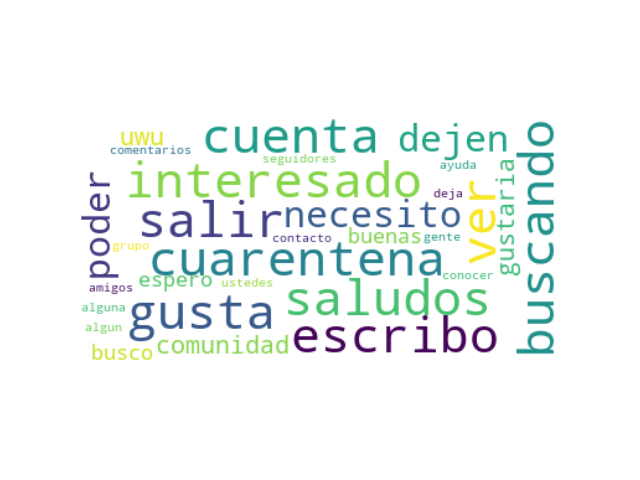 cuenta
dejen
uwu
comentarios
seguidores
ayuda
buscando
interesado
gustaria
ver
deja
poder
salir
necesito
contacto
buenas
gente
grupo
cuarentena
conocer
espero
ustedes
amigos
saludos
alguna
gusta
escribo
algun
comunidad
busco